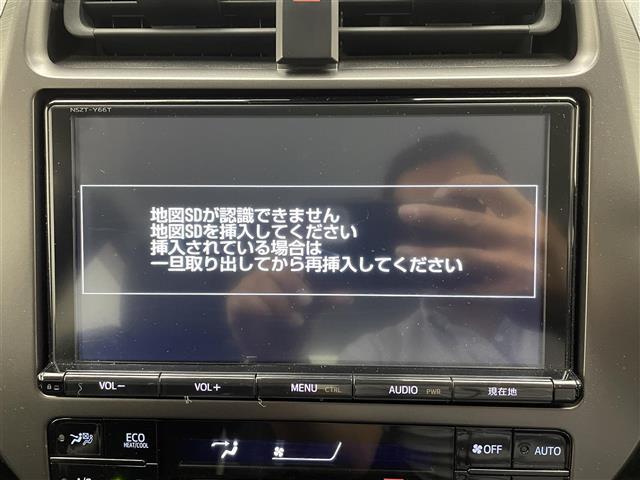 NSZT-Y66T
地図SDが認識できません
地図SDを挿入してください
挿入されている場合は
一旦取り出してから再挿入してください
VOL－ VOL＋ MENU CTRL AUDIO PWR 現在地
ECO OFF AUTO
HEAT/COOL
A/C